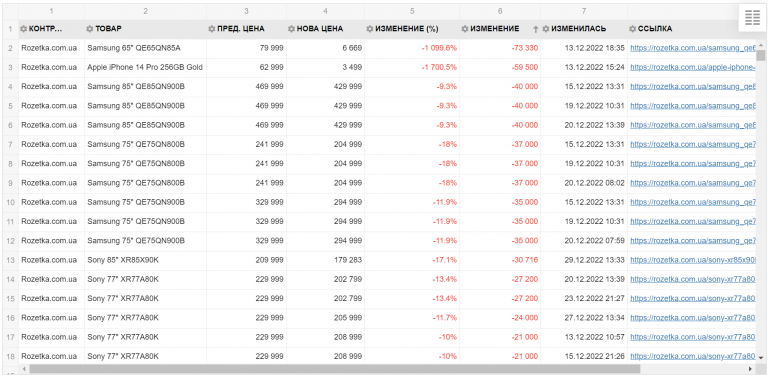 1 2 3 4 5 6 7 8
1 КОНТР... ТОВАР ПРЕД. ЦЕНА НОВА ЦЕНА ИЗМЕНЕНИЕ (%) ИЗМЕНЕНИЕ ИЗМЕНИЛАСЬ ССЫЛКА
2 Rozetka.com.ua Samsung 65" QE65QN85A 79 999 6 669 -1 099.6% -73 330 13.12.2022 18:35 https://rozetka.com.ua/samsung_qe6
3 Rozetka.com.ua Apple iPhone 14 Pro 256GB Gold 62 999 3 499 -1 700.5% -59 500 13.12.2022 15:24 https://rozetka.com.ua/apple-iphone-
4 Rozetka.com.ua Samsung 85" QE85QN900B 469 999 429 999 -9.3% -40 000 15.12.2022 13:31 https://rozetka.com.ua/samsung_qe8
5 Rozetka.com.ua Samsung 85" QE85QN900B 469 999 429 999 -9.3% -40 000 19.12.2022 10:31 https://rozetka.com.ua/samsung_qe8
6 Rozetka.com.ua Samsung 85" QE85QN900B 469 999 429 999 -9.3% -40 000 20.12.2022 13:39 https://rozetka.com.ua/samsung_qe8
7 Rozetka.com.ua Samsung 75" QE75QN800B 241 999 204 999 -18% -37 000 15.12.2022 13:31 https://rozetka.com.ua/samsung_qe7
8 Rozetka.com.ua Samsung 75" QE75QN800B 241 999 204 999 -18% -37 000 19.12.2022 10:31 https://rozetka.com.ua/samsung_qe7
9 Rozetka.com.ua Samsung 75" QE75QN800B 241 999 204 999 -18% -37 000 20.12.2022 08:02 https://rozetka.com.ua/samsung_qe7
10 Rozetka.com.ua Samsung 75" QE75QN900B 329 999 294 999 -11.9% -35 000 15.12.2022 13:31 https://rozetka.com.ua/samsung_qe7
11 Rozetka.com.ua Samsung 75" QE75QN900B 329 999 294 999 -11.9% -35 000 19.12.2022 10:31 https://rozetka.com.ua/samsung_qe7
12 Rozetka.com.ua Samsung 75" QE75QN900B 329 999 294 999 -11.9% -35 000 20.12.2022 07:59 https://rozetka.com.ua/samsung_qe7
13 Rozetka.com.ua Sony 85" XR85X90K 209 999 179 283 -17.1% -30 716 29.12.2022 13:33 https://rozetka.com.ua/sony-xr85x90
14 Rozetka.com.ua Sony 77" XR77A80K 229 999 202 799 -13.4% -27 200 20.12.2022 13:39 https://rozetka.com.ua/sony-xr77a80
15 Rozetka.com.ua Sony 77" XR77A80K 229 999 202 799 -13.4% -27 200 23.12.2022 21:27 https://rozetka.com.ua/sony-xr77a80
16 Rozetka.com.ua Sony 77" XR77A80K 229 999 205 999 -11.7% -24 000 27.12.2022 13:34 https://rozetka.com.ua/sony-xr77a80
17 Rozetka.com.ua Sony 77" XR77A80K 229 999 208 999 -10% -21 000 13.12.2022 10:57 https://rozetka.com.ua/sony-xr77a80
18 Rozetka.com.ua Sony 77" XR77A80K 229 999 208 999 -10% -21 000 15.12.2022 21:26 https://rozetka.com.ua/sony-xr77a80